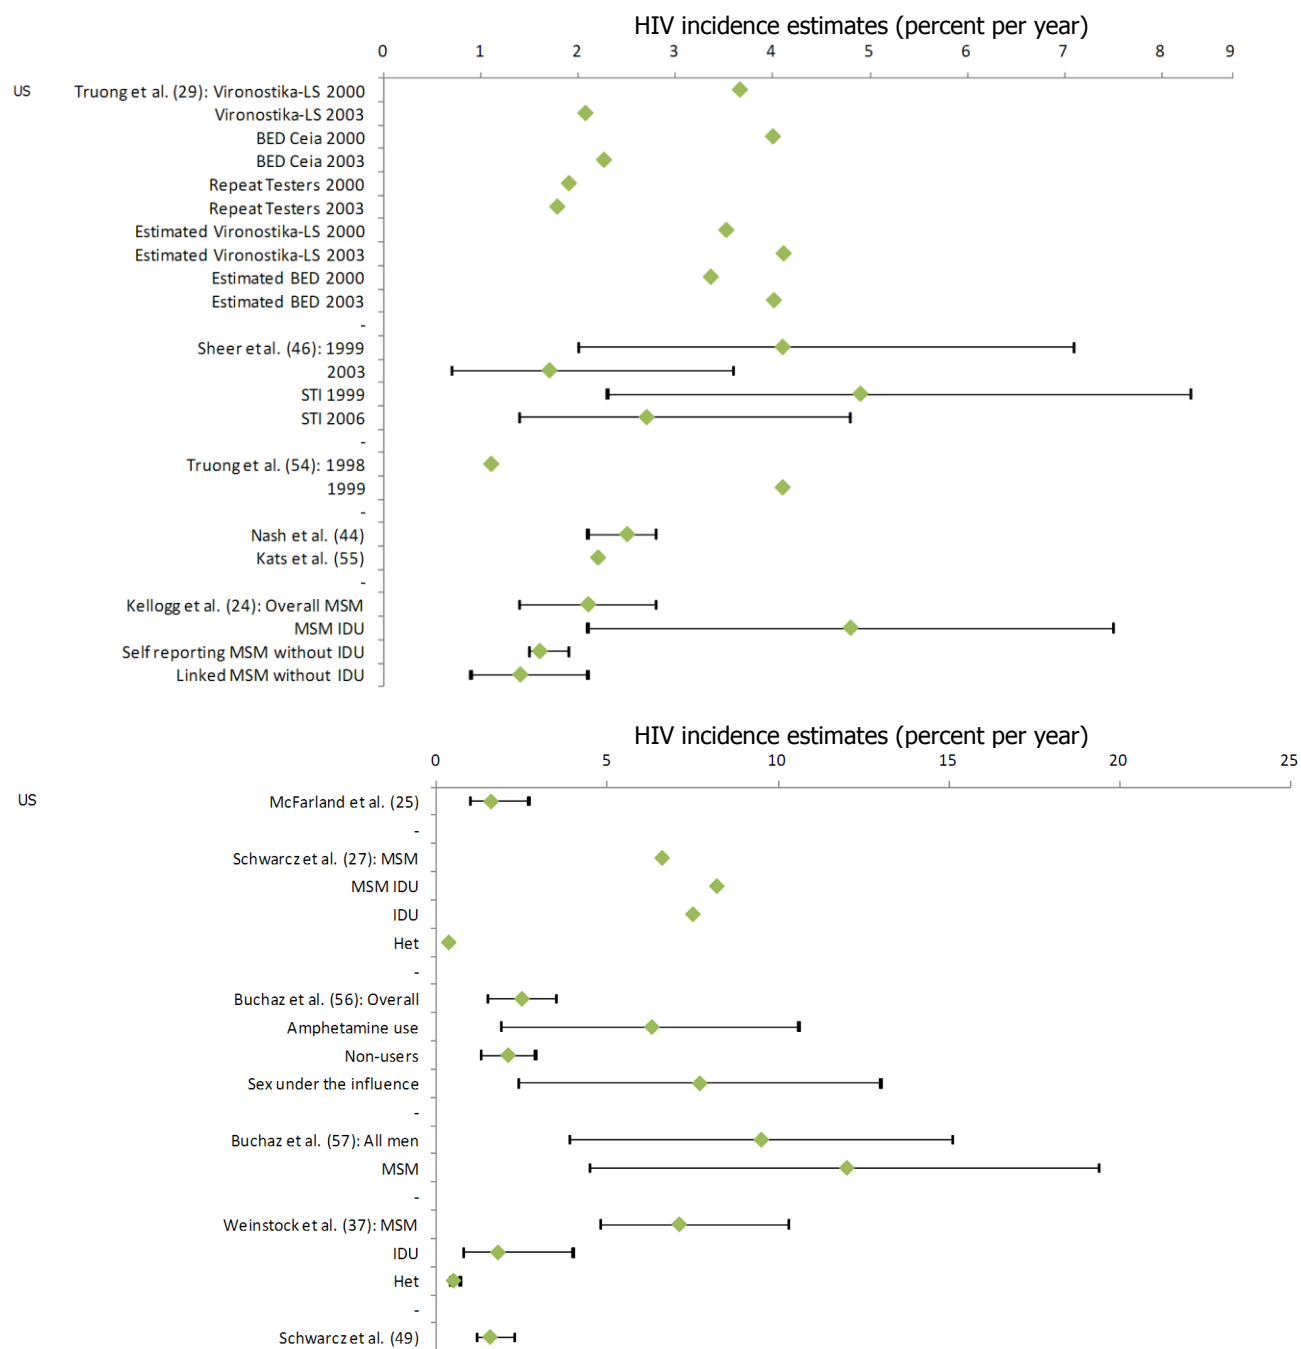 HIV incidence estimates (percent per year)
0 1 2 3 4 5 6 7 8 9
US Truong et al. (29): Vironostika-LS 2000
Vironostika-LS 2003
BED Ceia 2000
BED Ceia 2003
Repeat Testers 2000
Repeat Testers 2003
Estimated Vironostika-LS 2000
Estimated Vironostika-LS 2003
Estimated BED 2000
Estimated BED 2003
-
Sheer et al. (46): 1999
2003
STI 1999
STI 2006
-
Truong et al. (54): 1998
1999
-
Nash et al. (44)
Kats et al. (55)
-
Kellogg et al. (24): Overall MSM
MSM IDU
Self reporting MSM without IDU
Linked MSM without IDU
HIV incidence estimates (percent per year)
0 5 10 15 20 25
US McFarland et al. (25)
-
Schwarcz et al. (27): MSM
MSM IDU
IDU
Het
-
Buchaz et al. (56): Overall
Amphetamine use
Non-users
Sex under the influence
-
Buchaz et al. (57): All men
MSM
-
Weinstock et al. (37): MSM
IDU
Het
-
Schwarcz et al. (49)